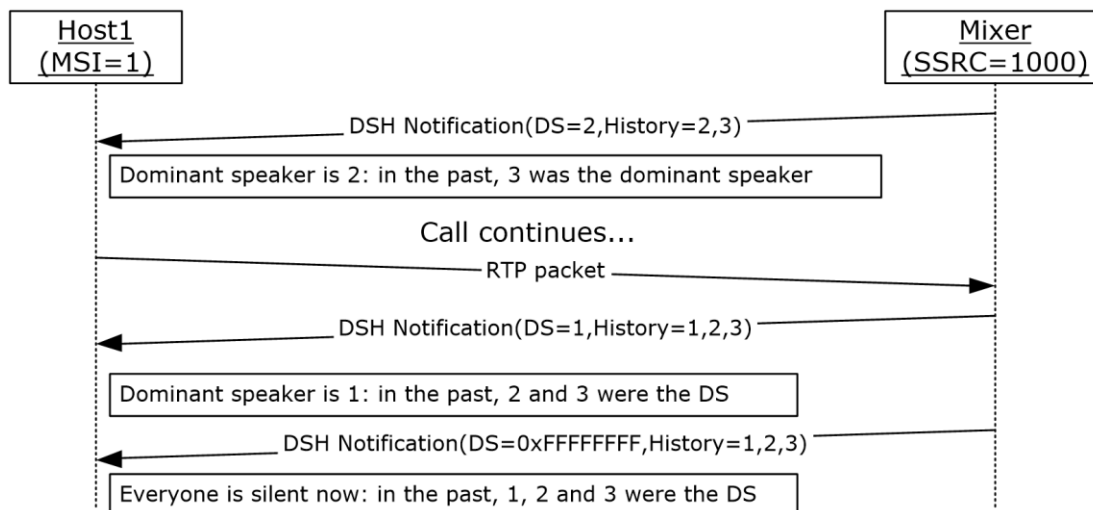 Host1
(MSI=1)
Mixer
(SSRC=1000)
DSH Notification(DS=2,History=2,3)
Dominant speaker is 2: in the past, 3 was the dominant speaker
Call continues...
RTP packet
DSH Notification(DS=1,History=1,2,3)
Dominant speaker is 1: in the past, 2 and 3 were the DS
DSH Notification(DS=0xFFFFFFFF,History=1,2,3)
Everyone is silent now: in the past, 1, 2 and 3 were the DS